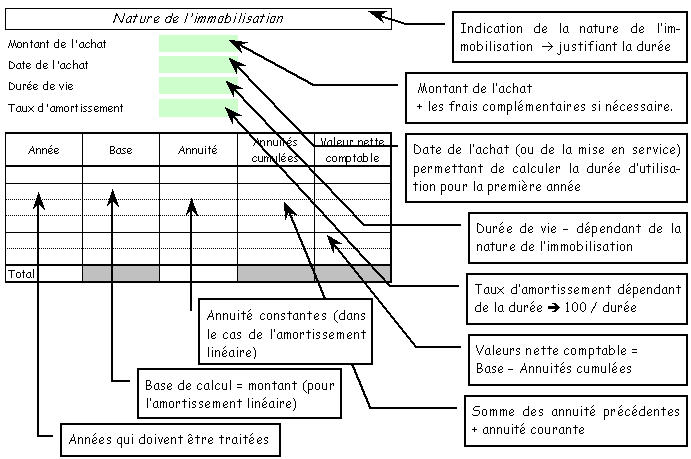 Nature de l'immobilisation
Montant de l'achat
Date de l'achat
Durée de vie
Taux d'amortissement
Année
Base
Annuité
Annuités
cumulées
Valeur nette
comptable
Total
Indication de la nature de l'im-
mobilisation → justifiant la durée
Montant de l'achat
+ les frais complémentaires si nécessaire.
Date de l'achat (ou de la mise en service)
permettant de calculer la durée d'utilisa-
tion pour la première année
Durée de vie – dépendant de la
nature de l'immobilisation
Taux d'amortissement dépendant
de la durée ➔ 100 / durée
Valeurs nette comptable =
Base – Annuités cumulées
Somme des annuité précédentes
+ annuité courante
Annuité constantes (dans
le cas de l'amortissement
linéaire)
Base de calcul = montant (pour
l'amortissement linéaire)
Années qui doivent être traitées